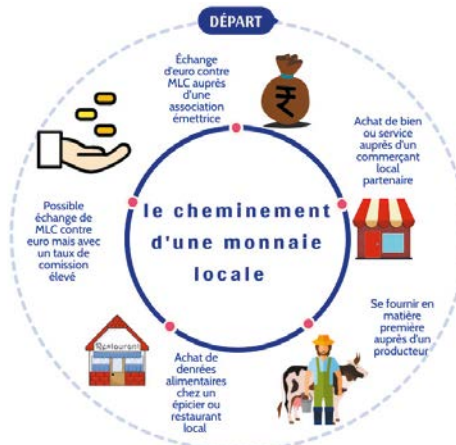 DÉPART
Échange
d'euro contre
MLC auprès
d'une
association
émettrice
₹
Achat de bien
ou service
auprès d'un
commerçant
local
partenaire
Se fournir en
matière
première
auprès d'un
producteur
Achat de
denrées
alimentaires
chez un
épicier ou
restaurant
local
Restaurant
Possible
échange de
MLC contre
euro mais avec
un taux de
comission
élevé
le cheminement
d'une monnaie
locale